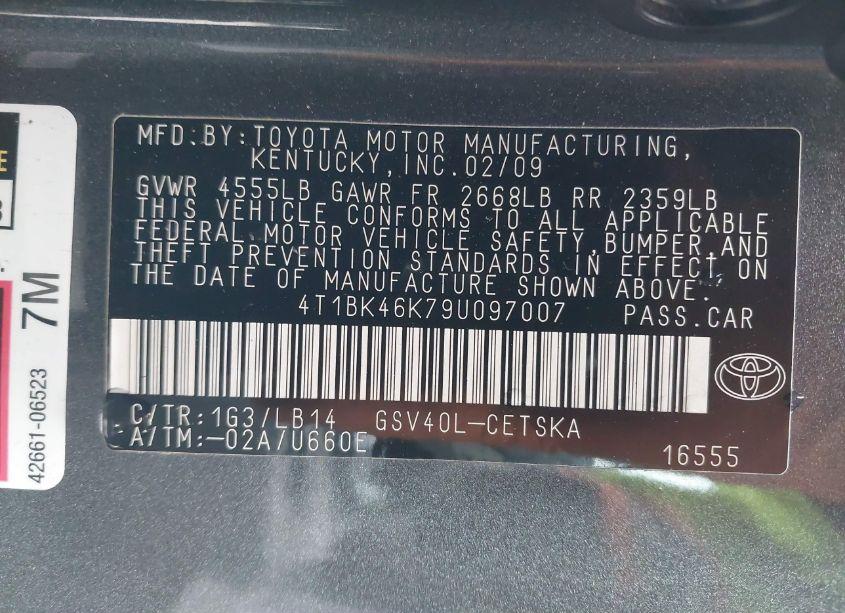 MFD.BY:TOYOTA MOTOR MANUFACTURING,
KENTUCKY,INC.02/09
GVWR 4555LB GAWR FR 2668LB RR 2359LB
THIS VEHICLE CONFORMS TO ALL APPLICABLE
FEDERAL MOTOR VEHICLE SAFETY,BUMPER,AND
THEFT PREVENTION STANDARDS IN EFFECT ON
THE DATE OF MANUFACTURE SHOWN ABOVE.
4T1BK46K79U097007 PASS.CAR
C/TR:1G3/LB14 GSV40L-CETSKA
A/TM:-02A/U660E 16555
7M
42661-06523